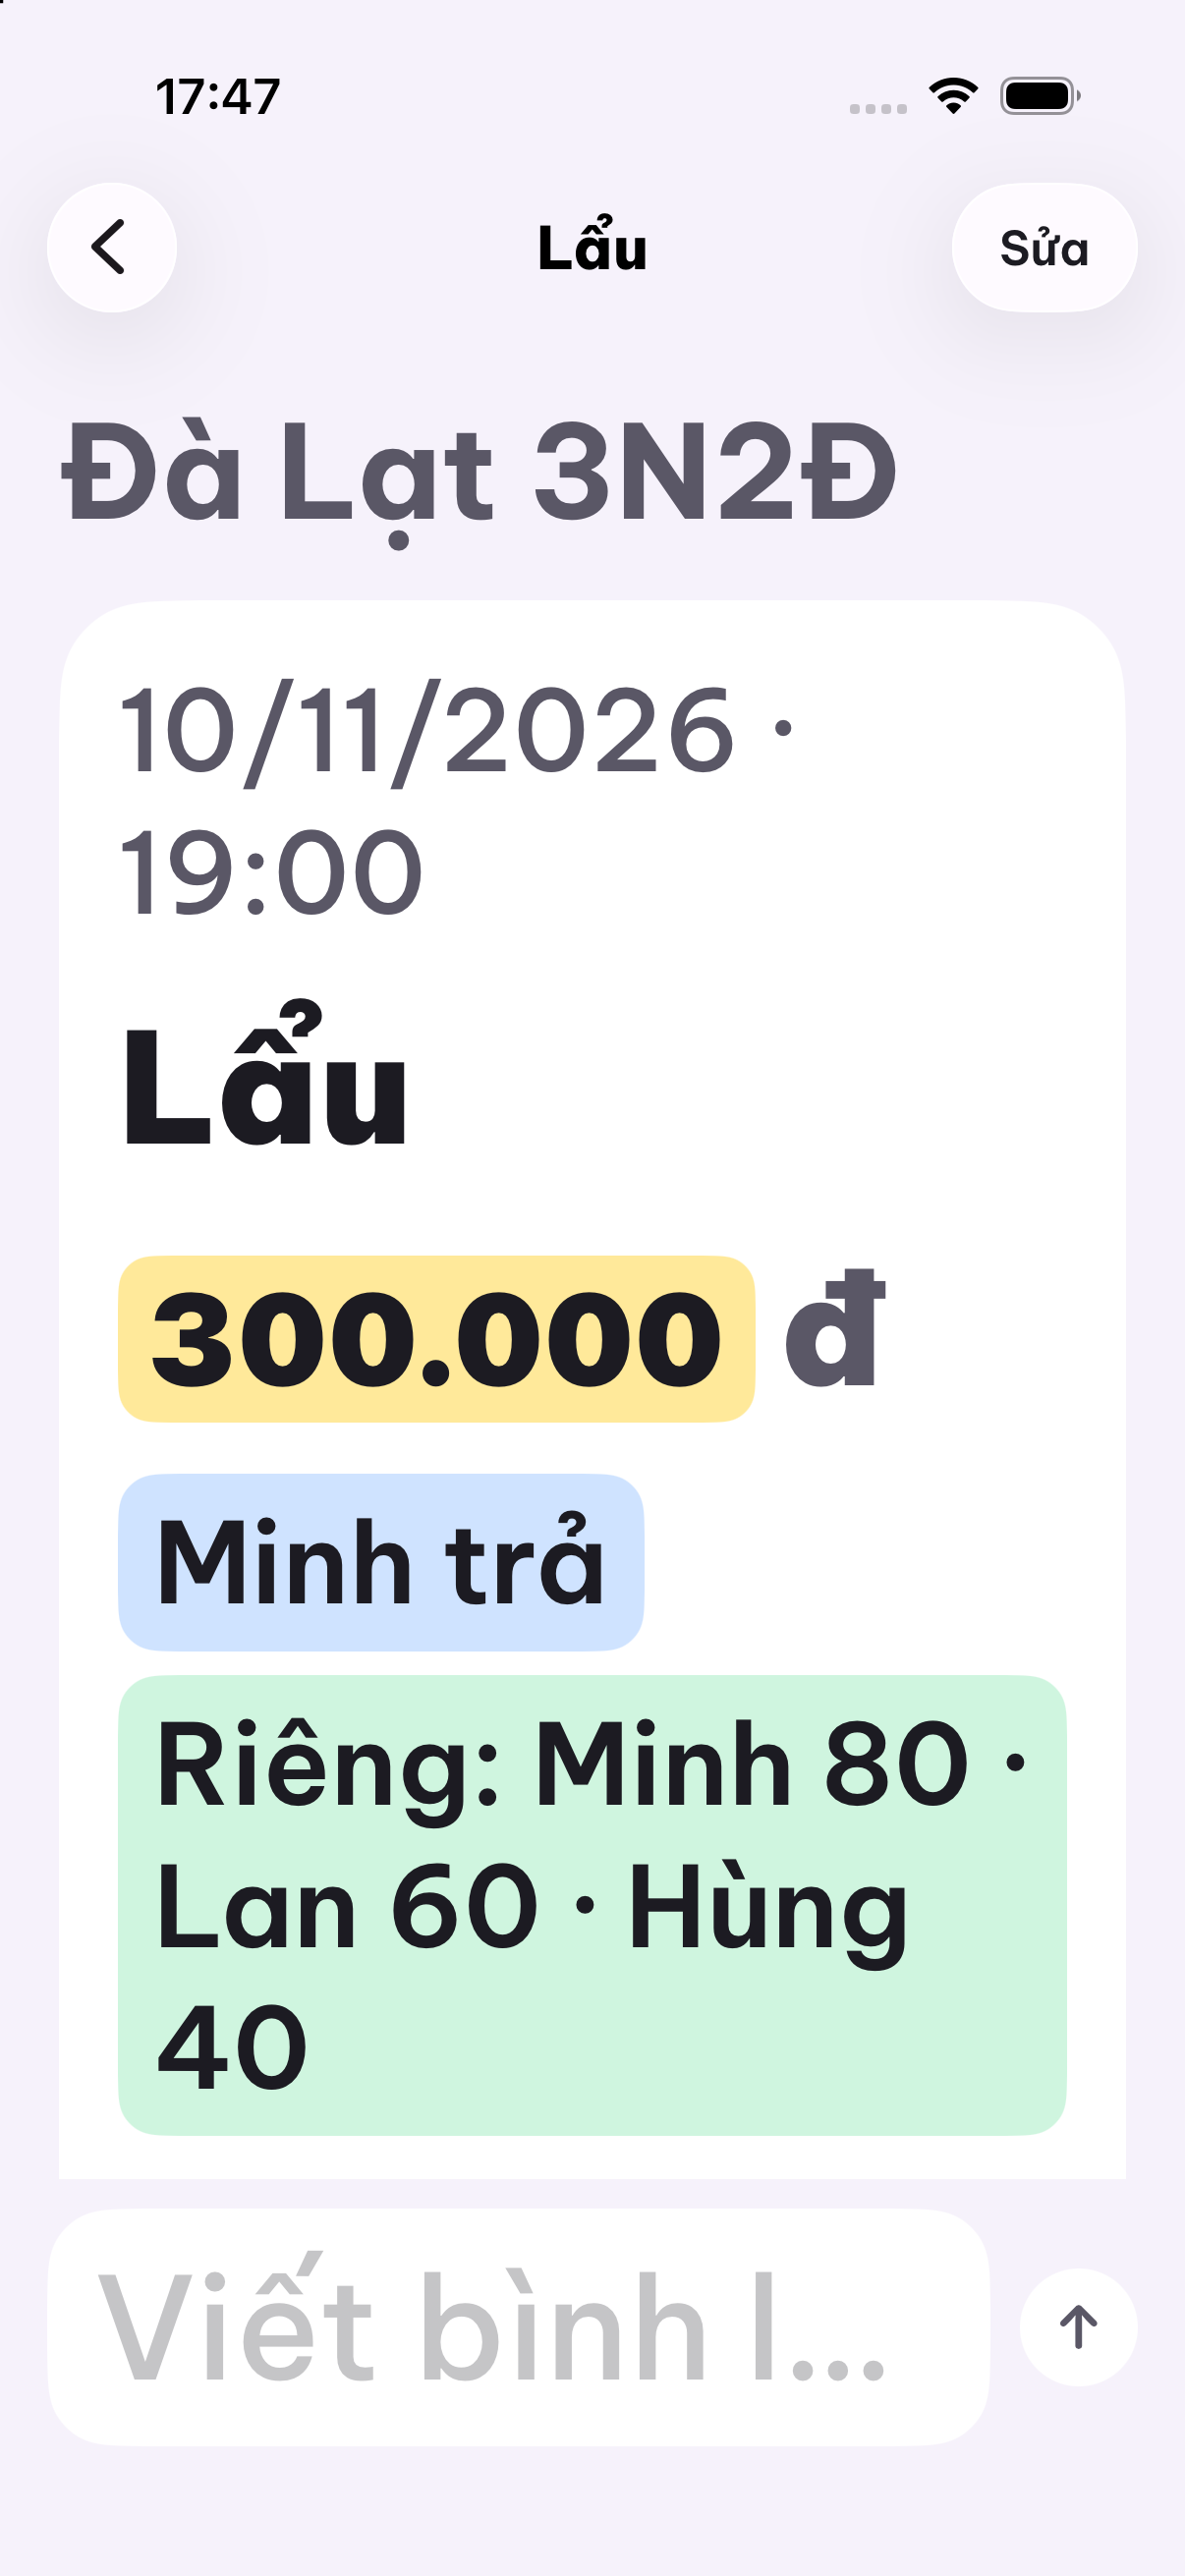 17:47
Lẩu
Sửa
Đà Lạt 3N2Đ
10/11/2026 ·
19:00
Lẩu
300.000 đ
Minh trả
Riêng: Minh 80 ·
Lan 60 · Hùng
40
Viết bình l...